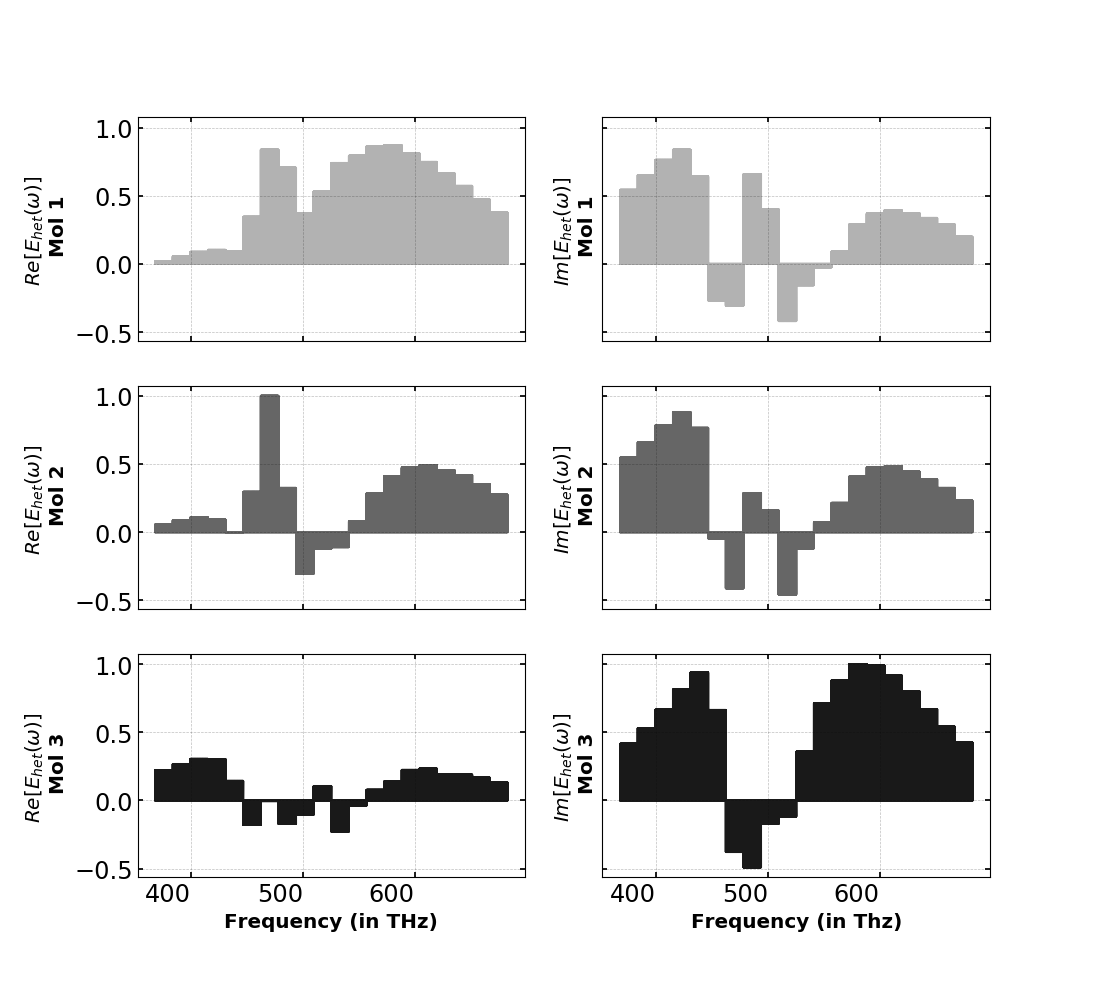 Re[E_het(ω)]
Mol 1
1.0
0.5
0.0
−0.5
Im[E_het(ω)]
Mol 1
Re[E_het(ω)]
Mol 2
1.0
0.5
0.0
−0.5
Im[E_het(ω)]
Mol 2
Re[E_het(ω)]
Mol 3
1.0
0.5
0.0
−0.5
Im[E_het(ω)]
Mol 3
400 500 600
Frequency (in THz)
400 500 600
Frequency (in Thz)